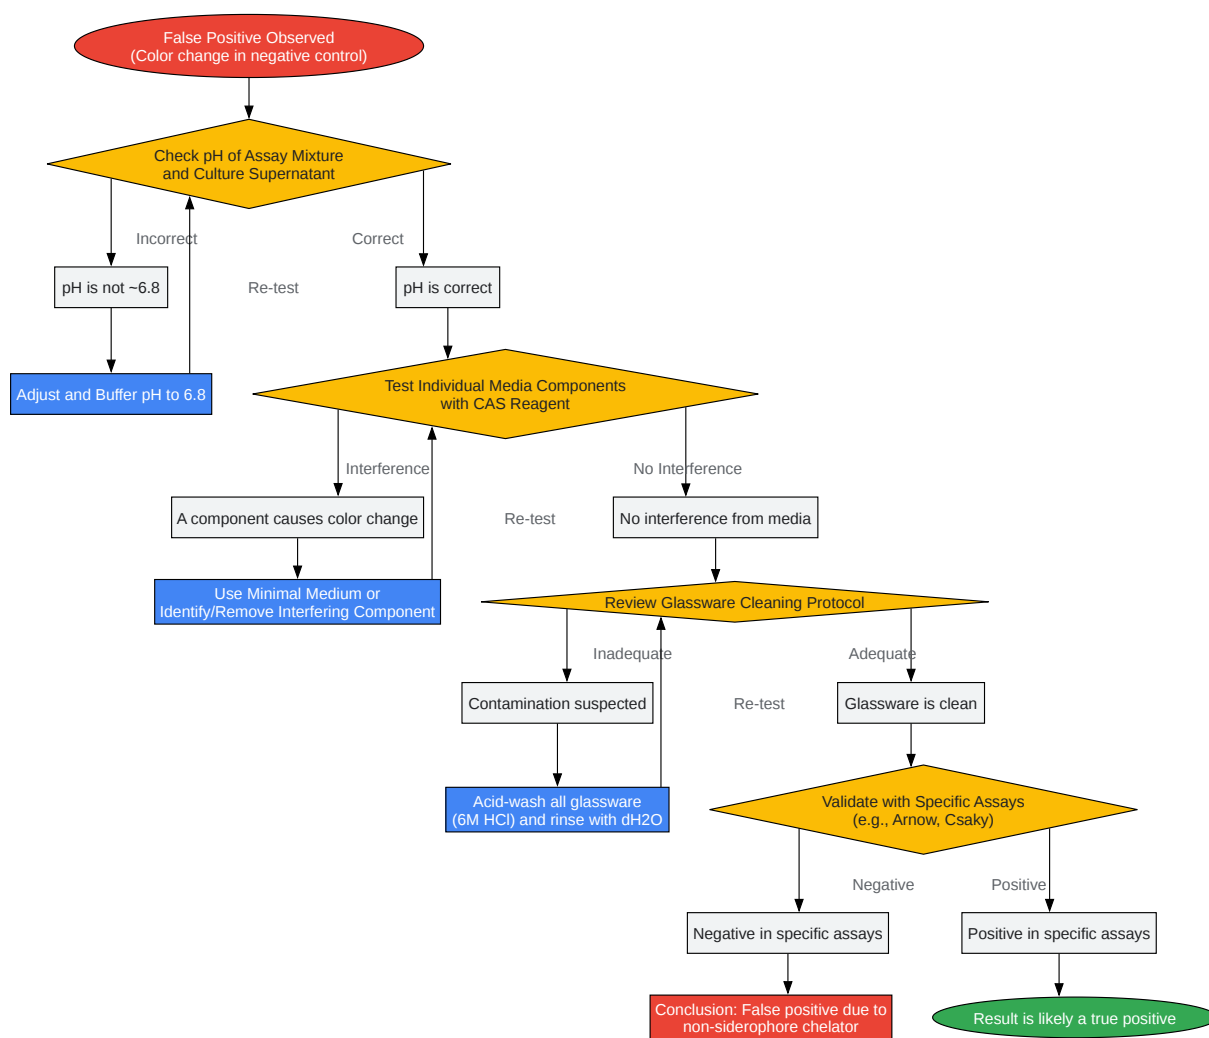 False Positive Observed
(Color change in negative control)
Check pH of Assay Mixture
and Culture Supernatant
Incorrect
Correct
pH is not ~6.8
Re-test
pH is correct
Adjust and Buffer pH to 6.8
Test Individual Media Components
with CAS Reagent
Interference
No Interference
A component causes color change
Re-test
No interference from media
Use Minimal Medium or
Identify/Remove Interfering Component
Review Glassware Cleaning Protocol
Inadequate
Adequate
Contamination suspected
Re-test
Glassware is clean
Acid-wash all glassware
(6M HCl) and rinse with dH2O
Validate with Specific Assays
(e.g., Arnow, Csaky)
Negative
Positive
Negative in specific assays
Positive in specific assays
Conclusion: False positive due to
non-siderophore chelator
Result is likely a true positive